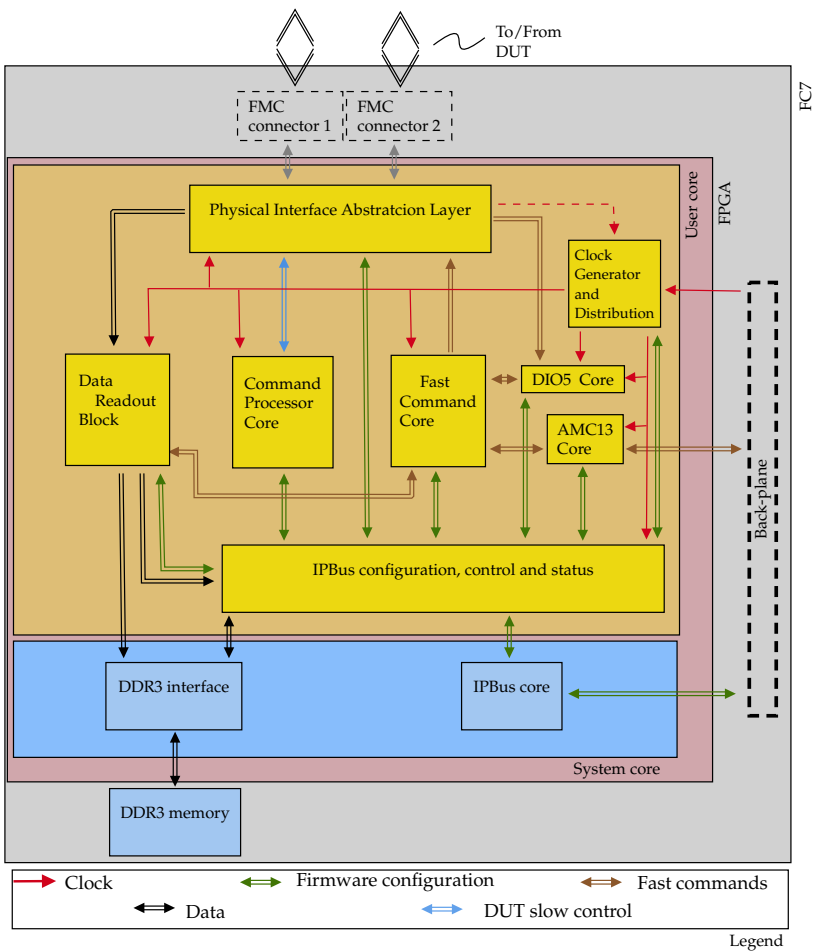 To/From
DUT
FC7
FMC
connector 1
FMC
connector 2
User core
FPGA
Physical Interface Abstratcion Layer
Clock
Generator
and
Distribution
Data
Readout
Block
Command
Processor
Core
Fast
Command
Core
DIO5 Core
AMC13
Core
Back-plane
IPBus configuration, control and status
DDR3 interface
IPBus core
System core
DDR3 memory
Clock
Firmware configuration
Fast commands
Data
DUT slow control
Legend